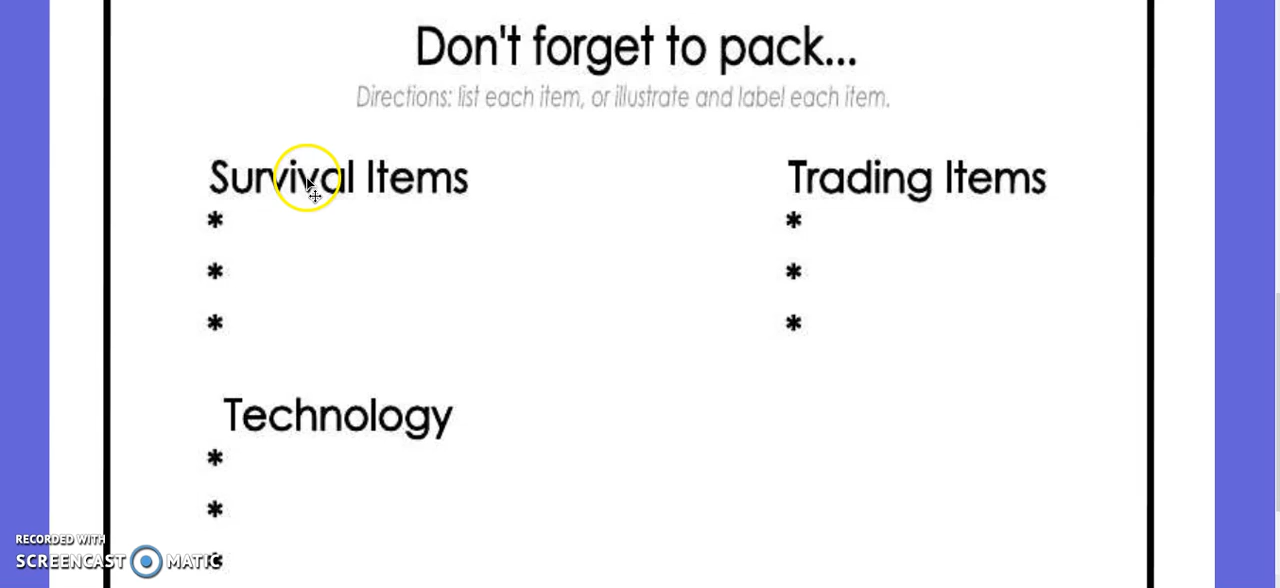 Don't forget to pack...
Directions: list each item, or illustrate and label each item.
Survival Items
*
*
*
Trading Items
*
*
*
Technology
*
*
*
RECORDED WITH
SCREENCAST MATIC